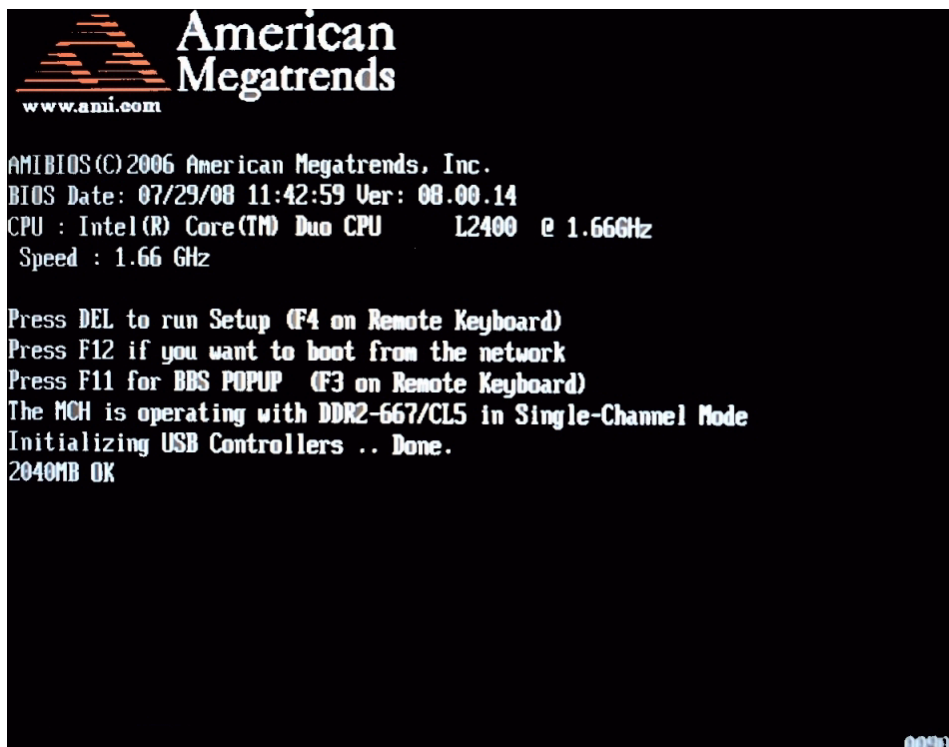 American
Megatrends
www.ami.com
AMIBIOS(C)2006 American Megatrends, Inc.
BIOS Date: 07/29/08 11:42:59 Ver: 08.00.14
CPU : Intel(R) Core(TM) Duo CPU L2400 @ 1.66GHz
Speed : 1.66 GHz
Press DEL to run Setup (F4 on Remote Keyboard)
Press F12 if you want to boot from the network
Press F11 for BBS POPUP (F3 on Remote Keyboard)
The MCH is operating with DDR2-667/CL5 in Single-Channel Mode
Initializing USB Controllers .. Done.
2040MB OK